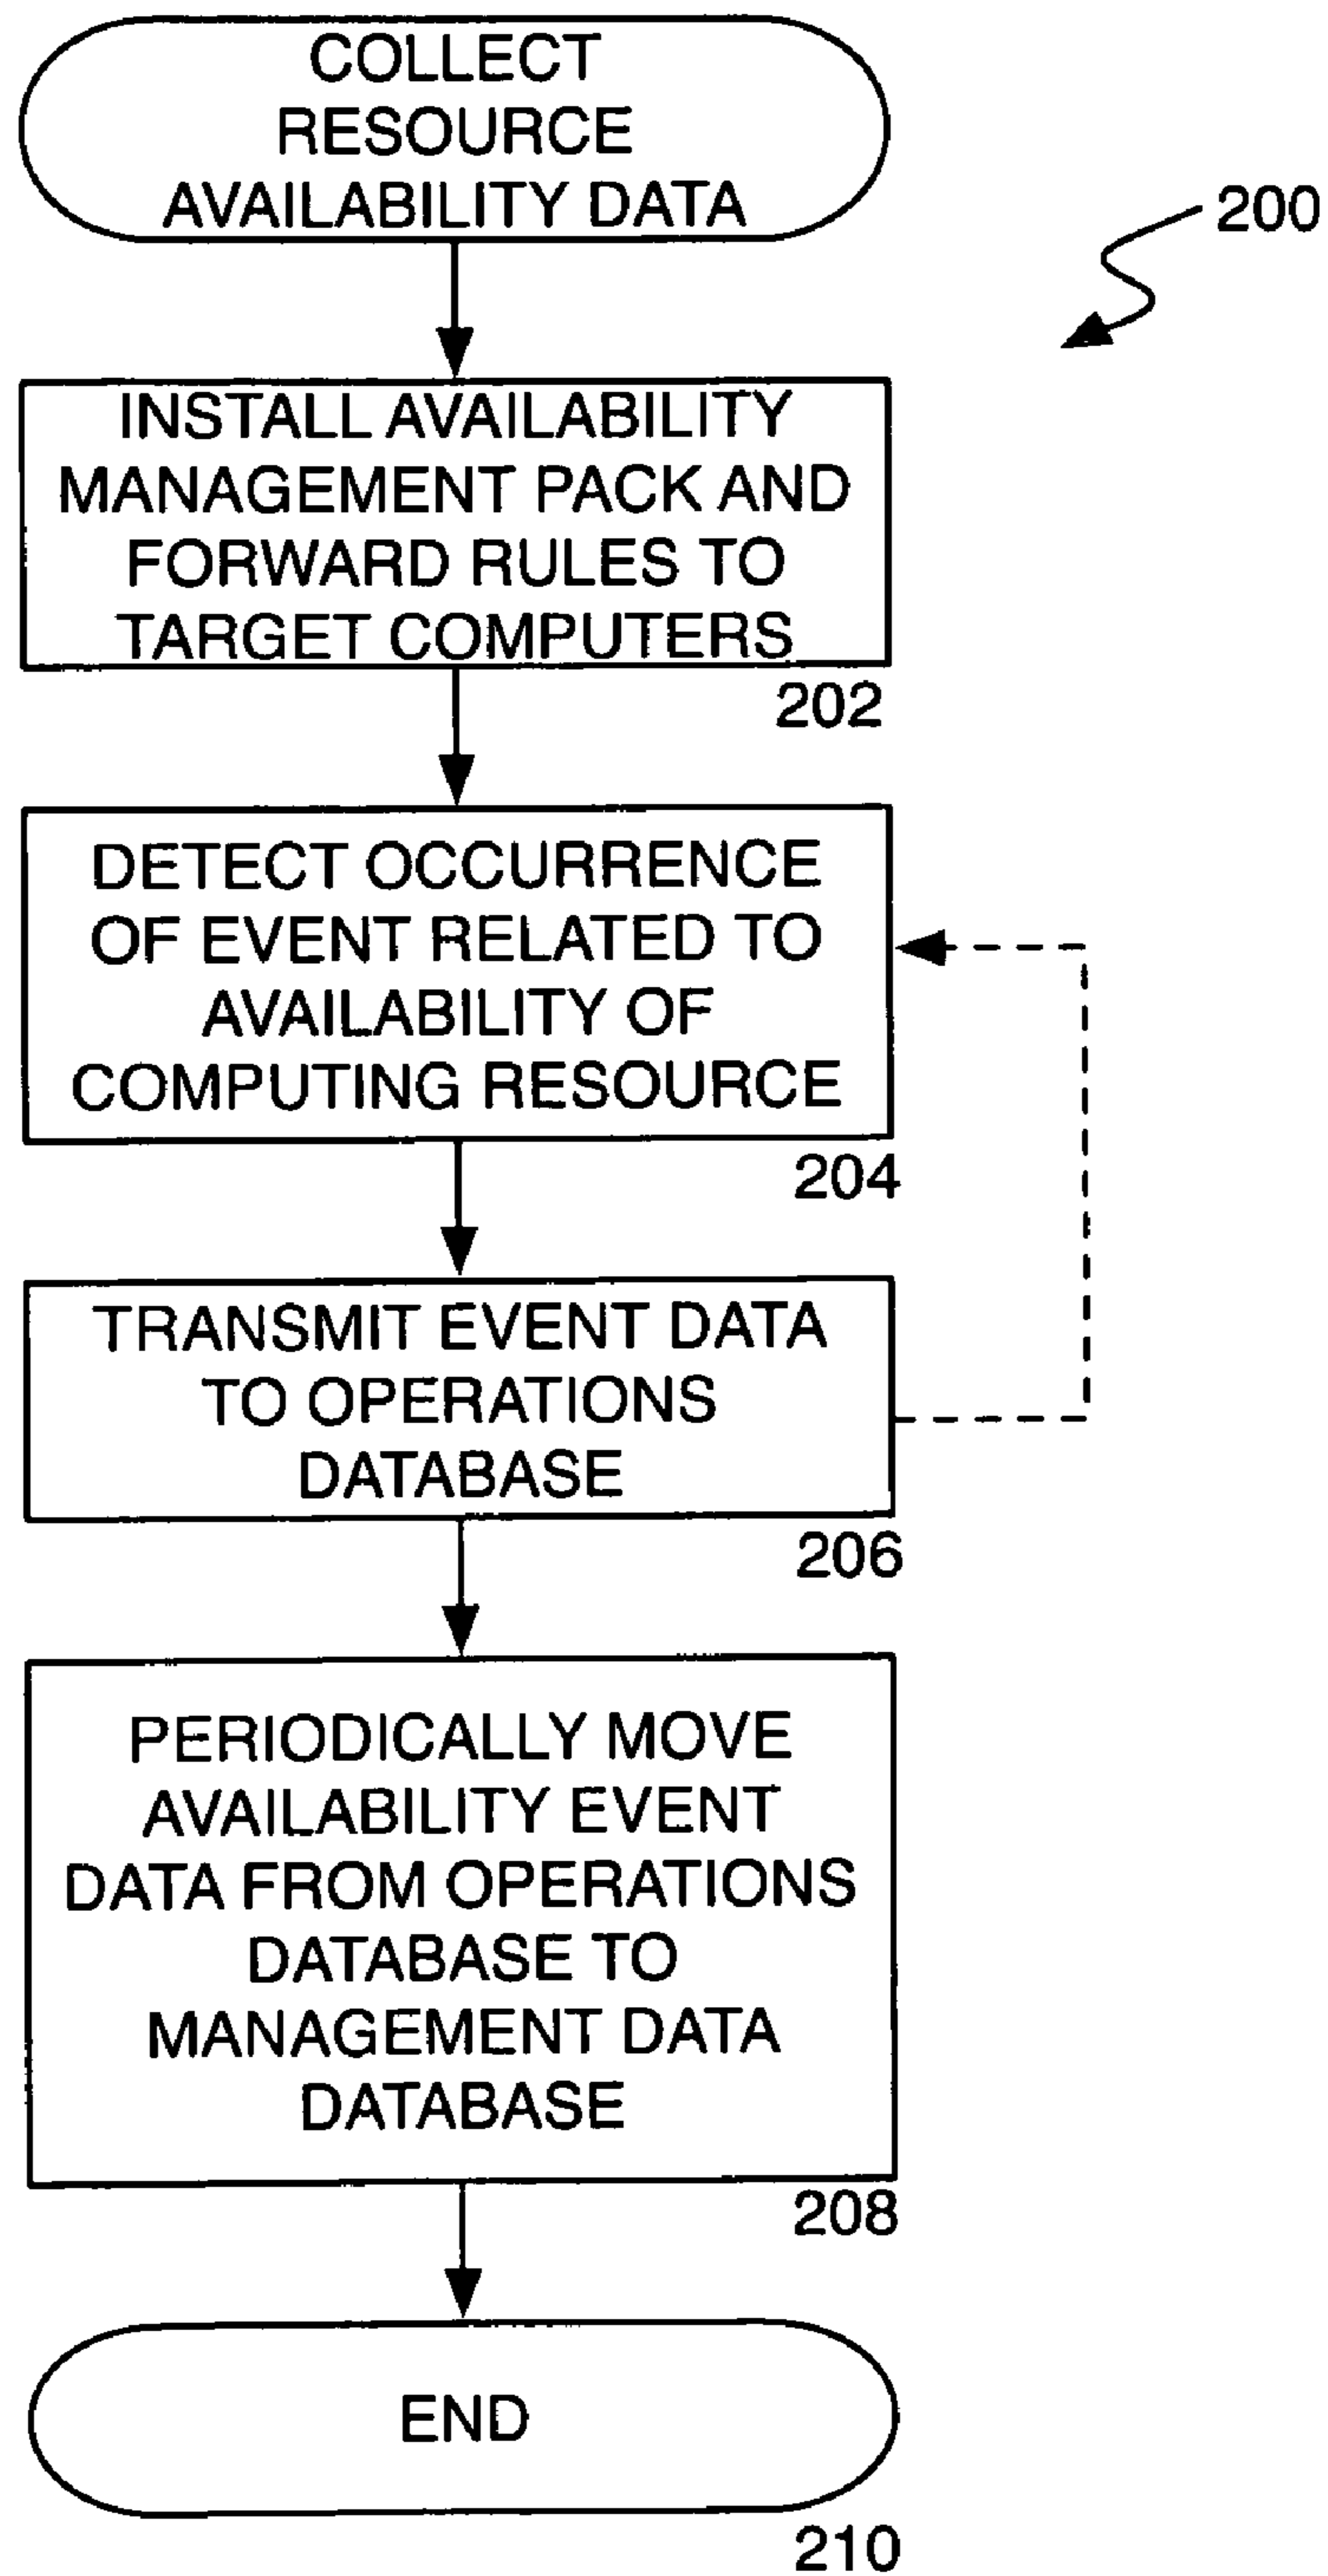 COLLECT
RESOURCE
AVAILABILITY DATA
200
INSTALL AVAILABILITY
MANAGEMENT PACK AND
FORWARD RULES TO
TARGET COMPUTERS
202
DETECT OCCURRENCE
OF EVENT RELATED TO
AVAILABILITY OF
COMPUTING RESOURCE
204
TRANSMIT EVENT DATA
TO OPERATIONS
DATABASE
206
PERIODICALLY MOVE
AVAILABILITY EVENT
DATA FROM OPERATIONS
DATABASE TO
MANAGEMENT DATA
DATABASE
208
END
210